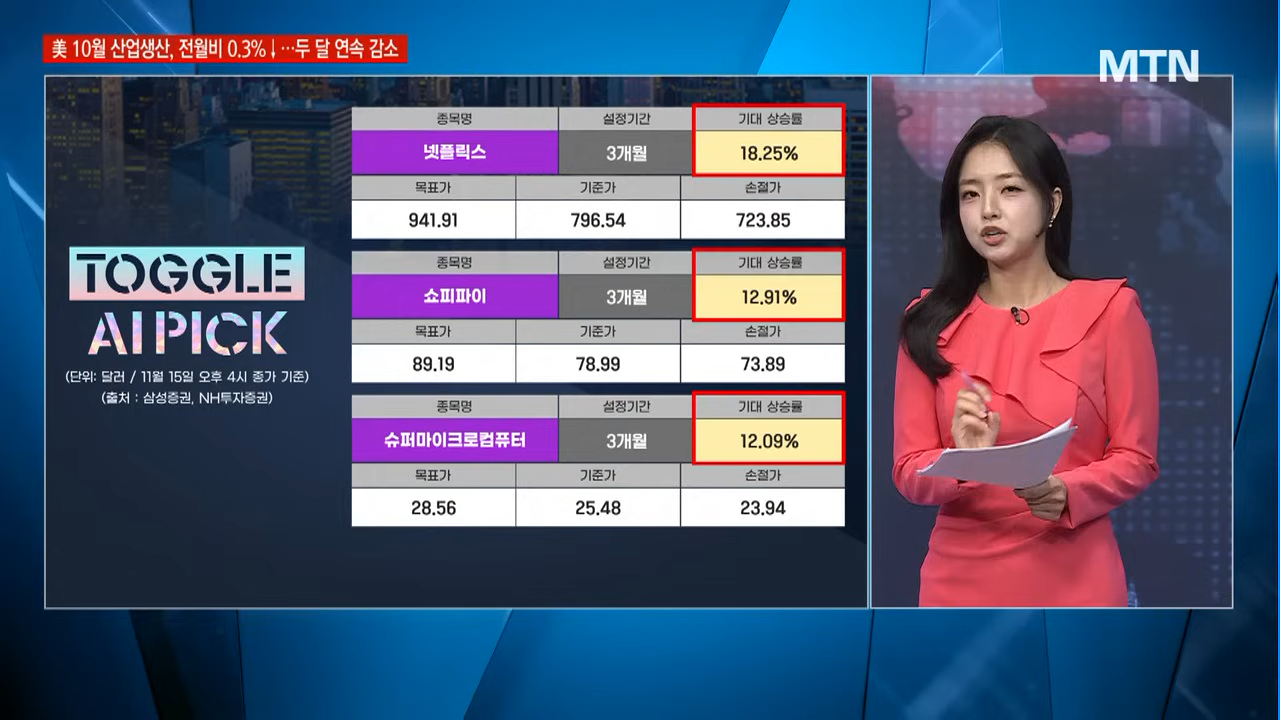 美 10월 산업생산, 전월비 0.3%↓…두 달 연속 감소
MTN
TOGGLE
AI PICK
(단위: 달러 / 11월 15일 오후 4시 종가 기준)
(출처 : 삼성증권, NH투자증권)
종목명 설정기간 기대 상승률
넷플릭스 3개월 18.25%
목표가 기준가 손절가
941.91 796.54 723.85
종목명 설정기간 기대 상승률
쇼피파이 3개월 12.91%
목표가 기준가 손절가
89.19 78.99 73.89
종목명 설정기간 기대 상승률
슈퍼마이크로컴퓨터 3개월 12.09%
목표가 기준가 손절가
28.56 25.48 23.94